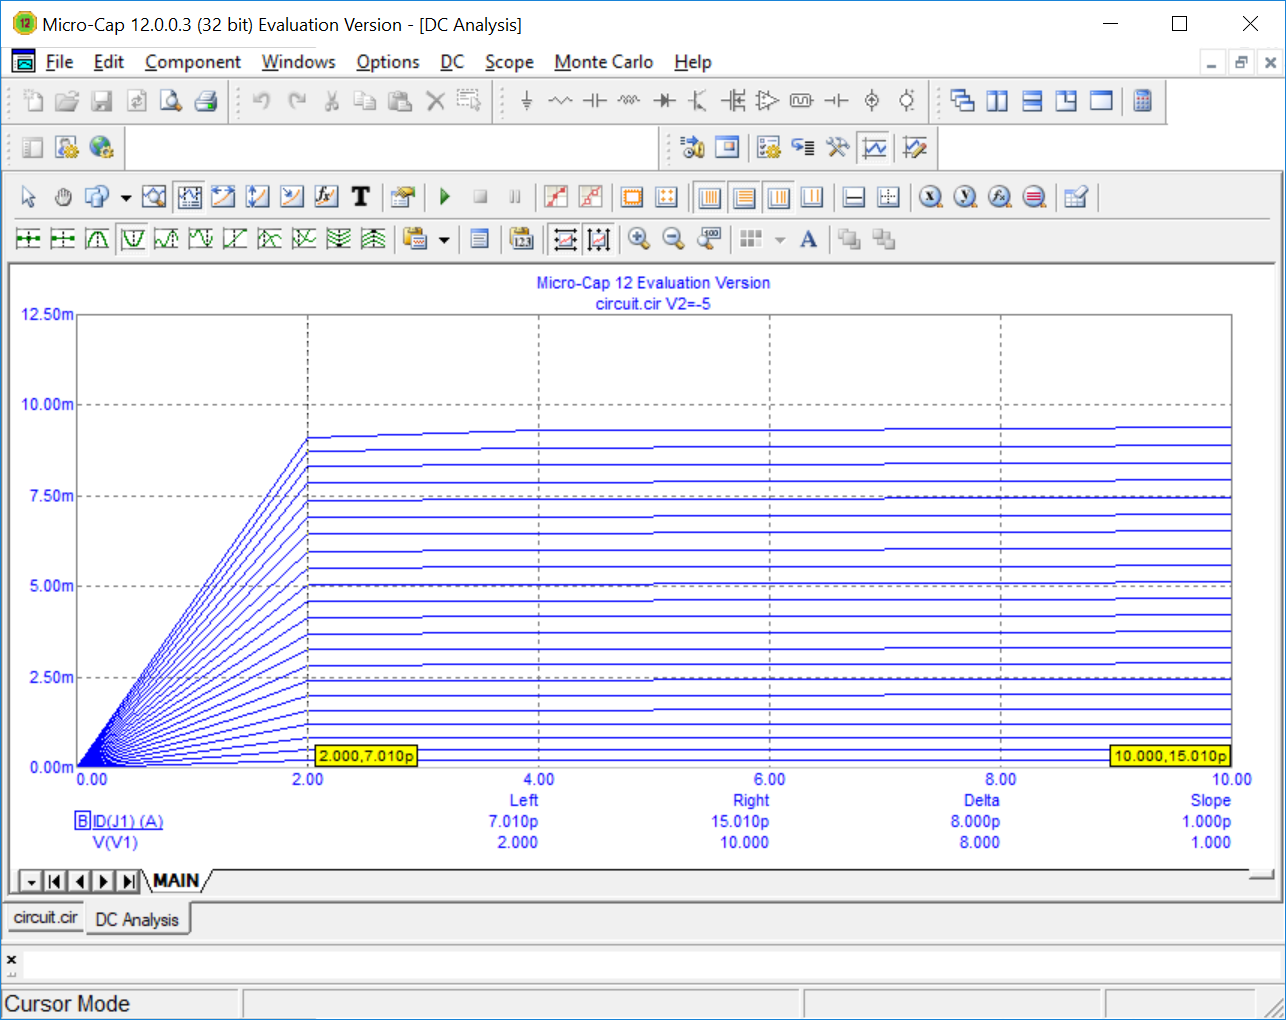 12 Micro-Cap 12.0.0.3 (32 bit) Evaluation Version - [DC Analysis]
File Edit Component Windows Options DC Scope Monte Carlo Help
Micro-Cap 12 Evaluation Version
circuit.cir V2=-5
12.50m
10.00m
7.50m
5.00m
2.50m
0.00m
2.000,7.010p 10.000,15.010p
0.00 2.00 4.00 6.00 8.00 10.00
Left Right Delta Slope
B ID(J1) (A) 7.010p 15.010p 8.000p 1.000p
V(V1) 2.000 10.000 8.000 1.000
MAIN
circuit.cir DC Analysis
Cursor Mode